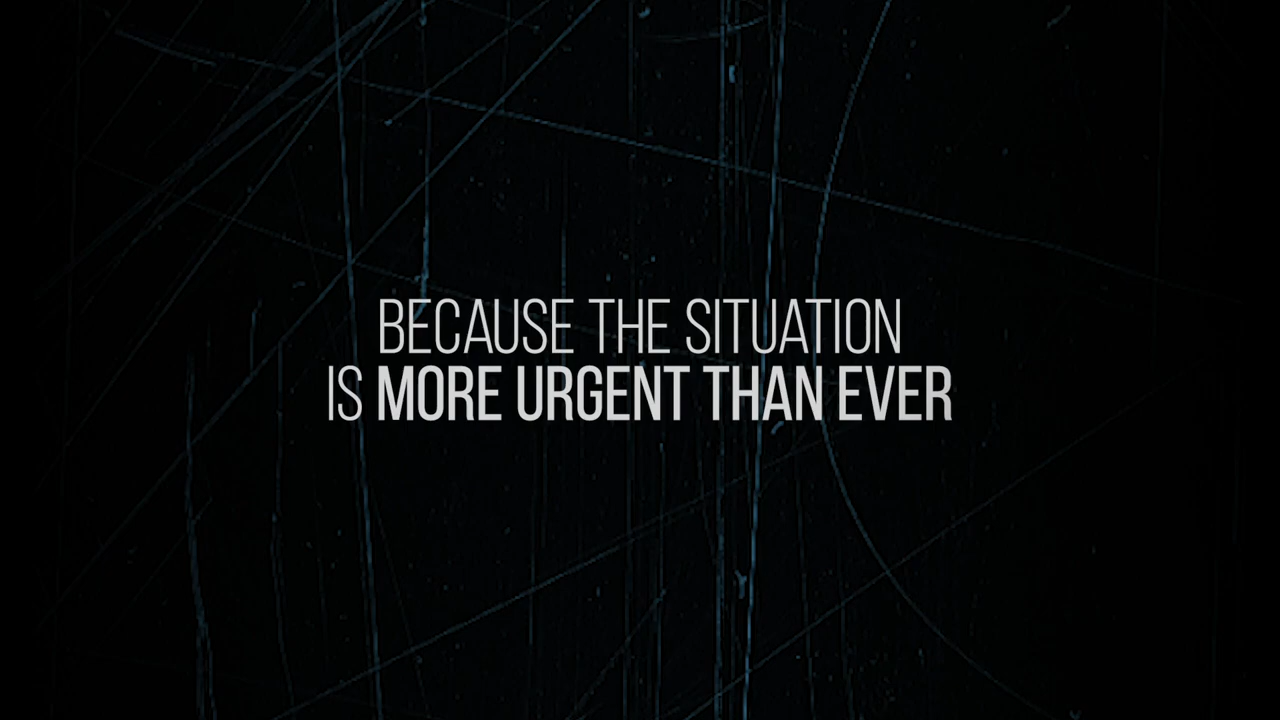 BECAUSE THE SITUATION
IS MORE URGENT THAN EVER